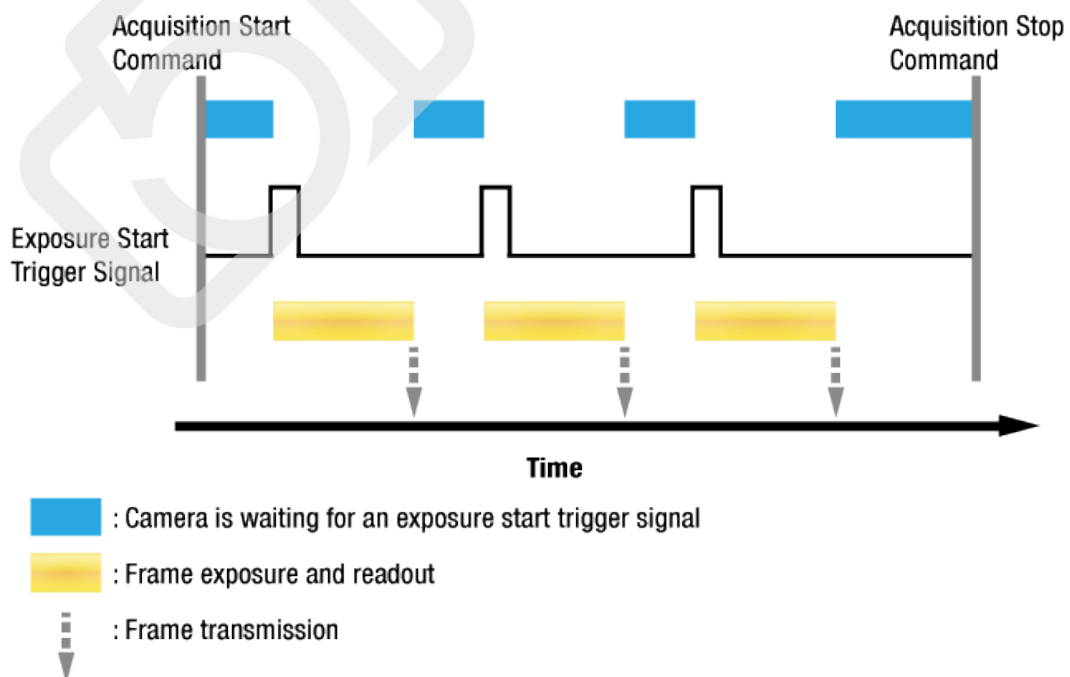 Acquisition Start
Command
Acquisition Stop
Command
Exposure Start
Trigger Signal
Time
: Camera is waiting for an exposure start trigger signal
: Frame exposure and readout
: Frame transmission